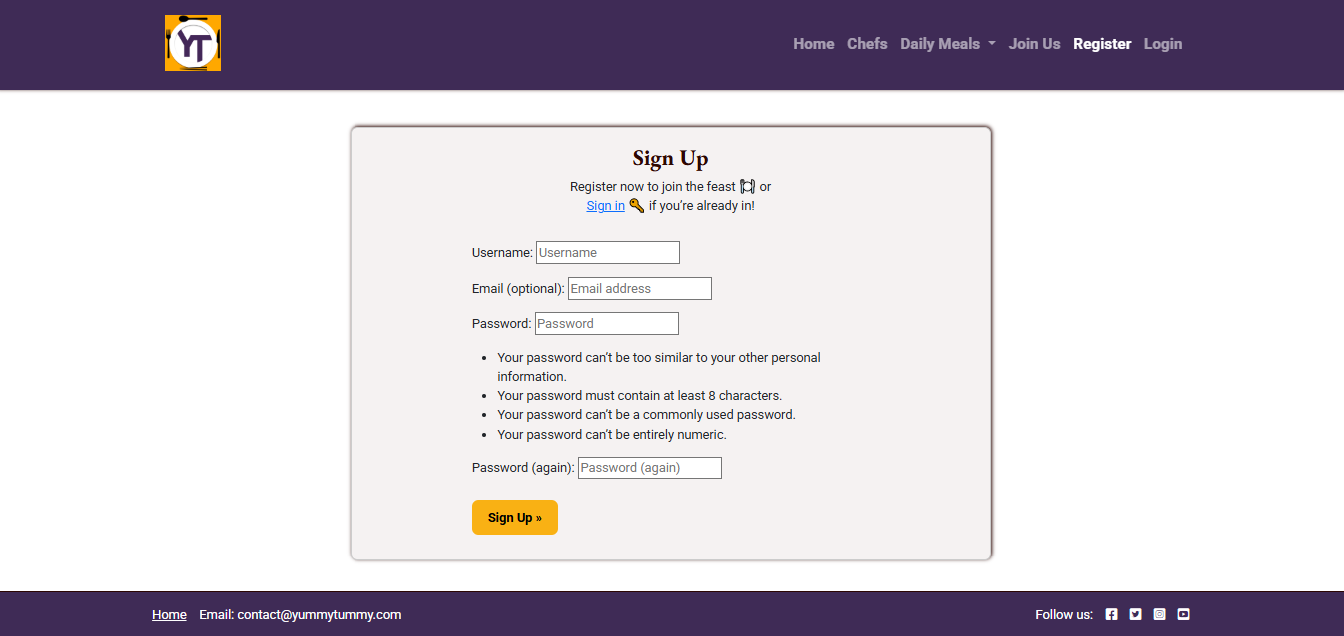 YT
Home Chefs Daily Meals Join Us Register Login
Sign Up
Register now to join the feast 🍽 or
Sign in 🔑 if you’re already in!
Username: Username
Email (optional): Email address
Password: Password
• Your password can’t be too similar to your other personal
information.
• Your password must contain at least 8 characters.
• Your password can’t be a commonly used password.
• Your password can’t be entirely numeric.
Password (again): Password (again)
Sign Up »
Home Email: contact@yummytummy.com Follow us: